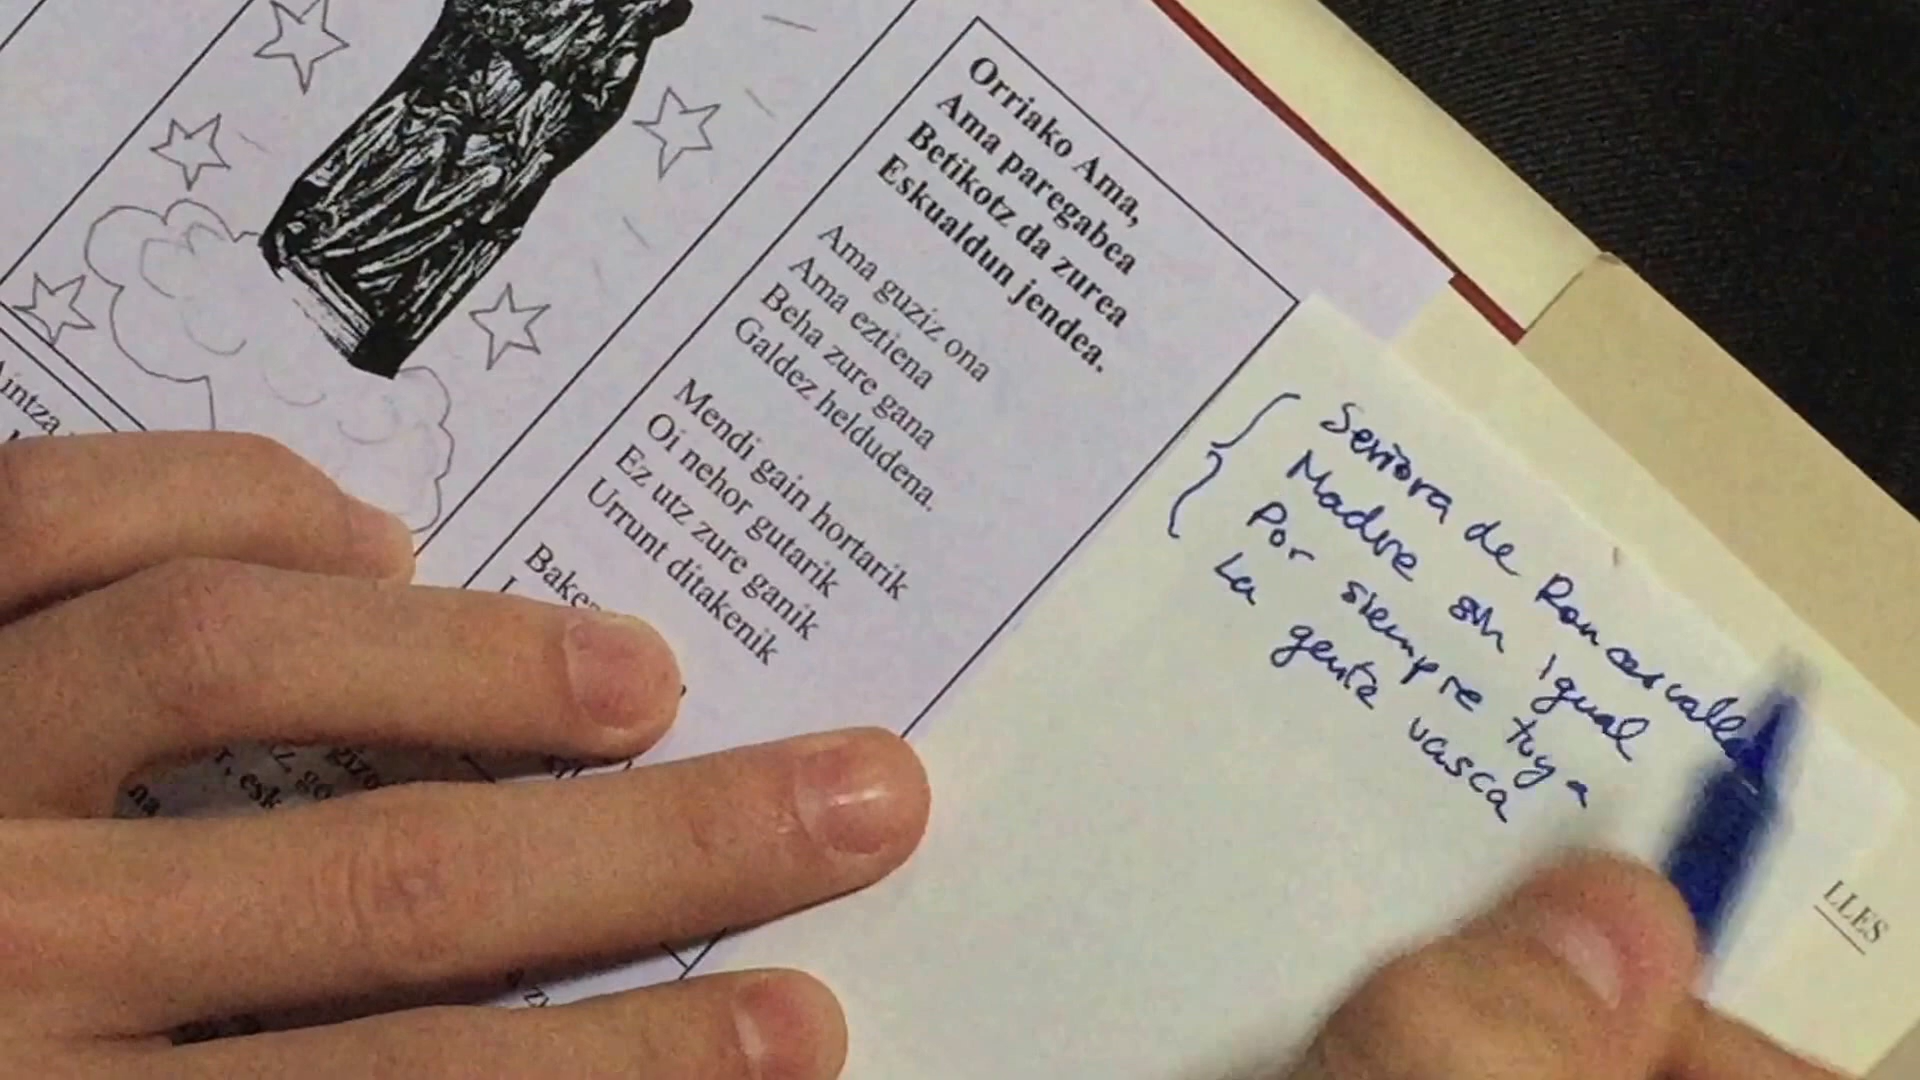 Orriako Ama,
Ama paregabea
Betikotz da zurea
Eskualdun jendea.
Ama guziz ona
Ama eztiena
Beha zure gana
Galdez heldudena.
Mendi gain hortarik
Oi nehor gutarik
Ez utz zure ganik
Urrunt ditakenik
Señora de Roncesvalle
Madre sin igual
Por siempre tuya
La gente vasca
LLES